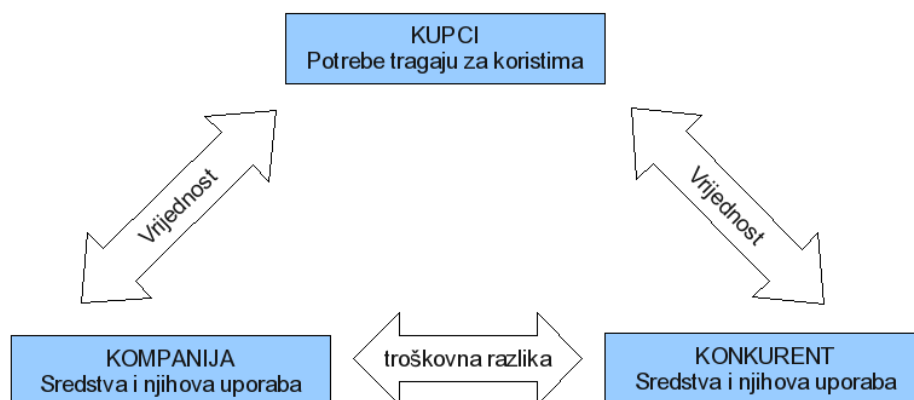 KUPCI
Potrebe tragaju za koristima
Vrijednost
Vrijednost
KOMPANIJA
Sredstva i njihova uporaba
troškovna razlika
KONKURENT
Sredstva i njihova uporaba